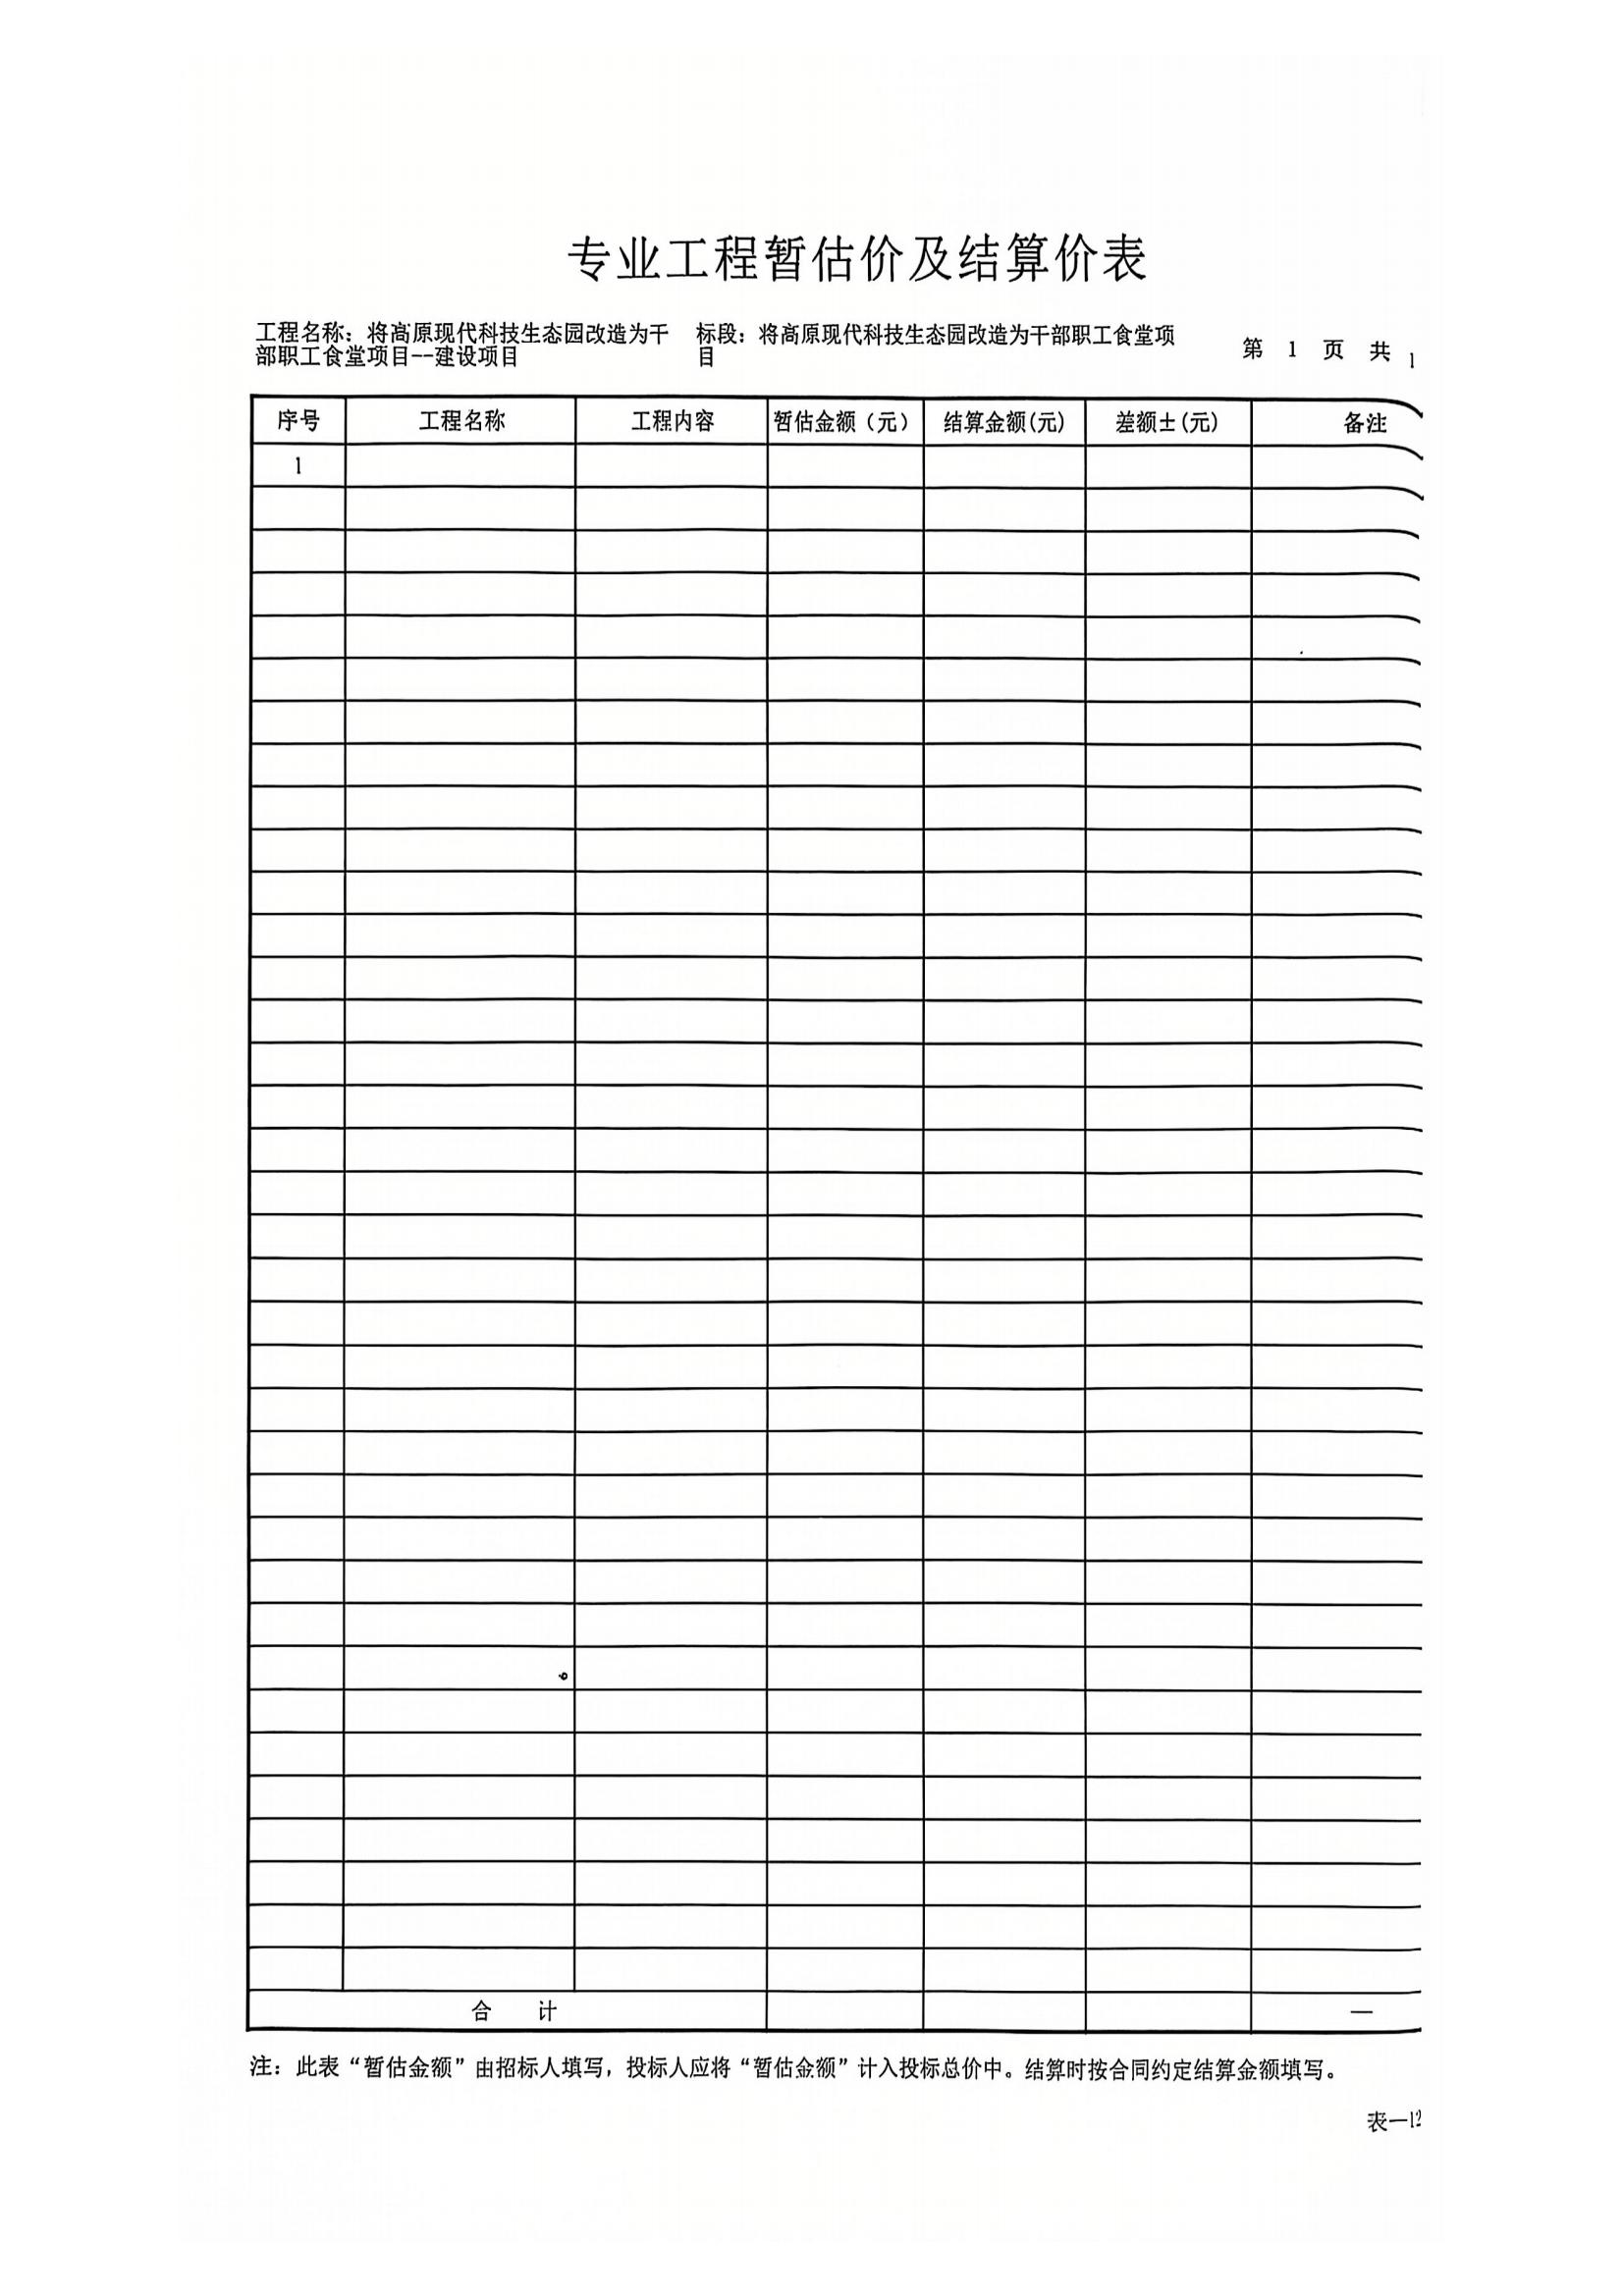 专业工程暂估价及结算价表
工程名称：将高原现代科技生态园改造为干
部职工食堂项目--建设项目
标段：将高原现代科技生态园改造为干部职工食堂项
目
第 1 页 共 1
序号 工程名称 工程内容 暂估金额（元） 结算金额(元) 差额±(元) 备注
1
合 计 —
注：此表“暂估金额”由招标人填写，投标人应将“暂估金额”计入投标总价中。结算时按合同约定结算金额填写。
表—12